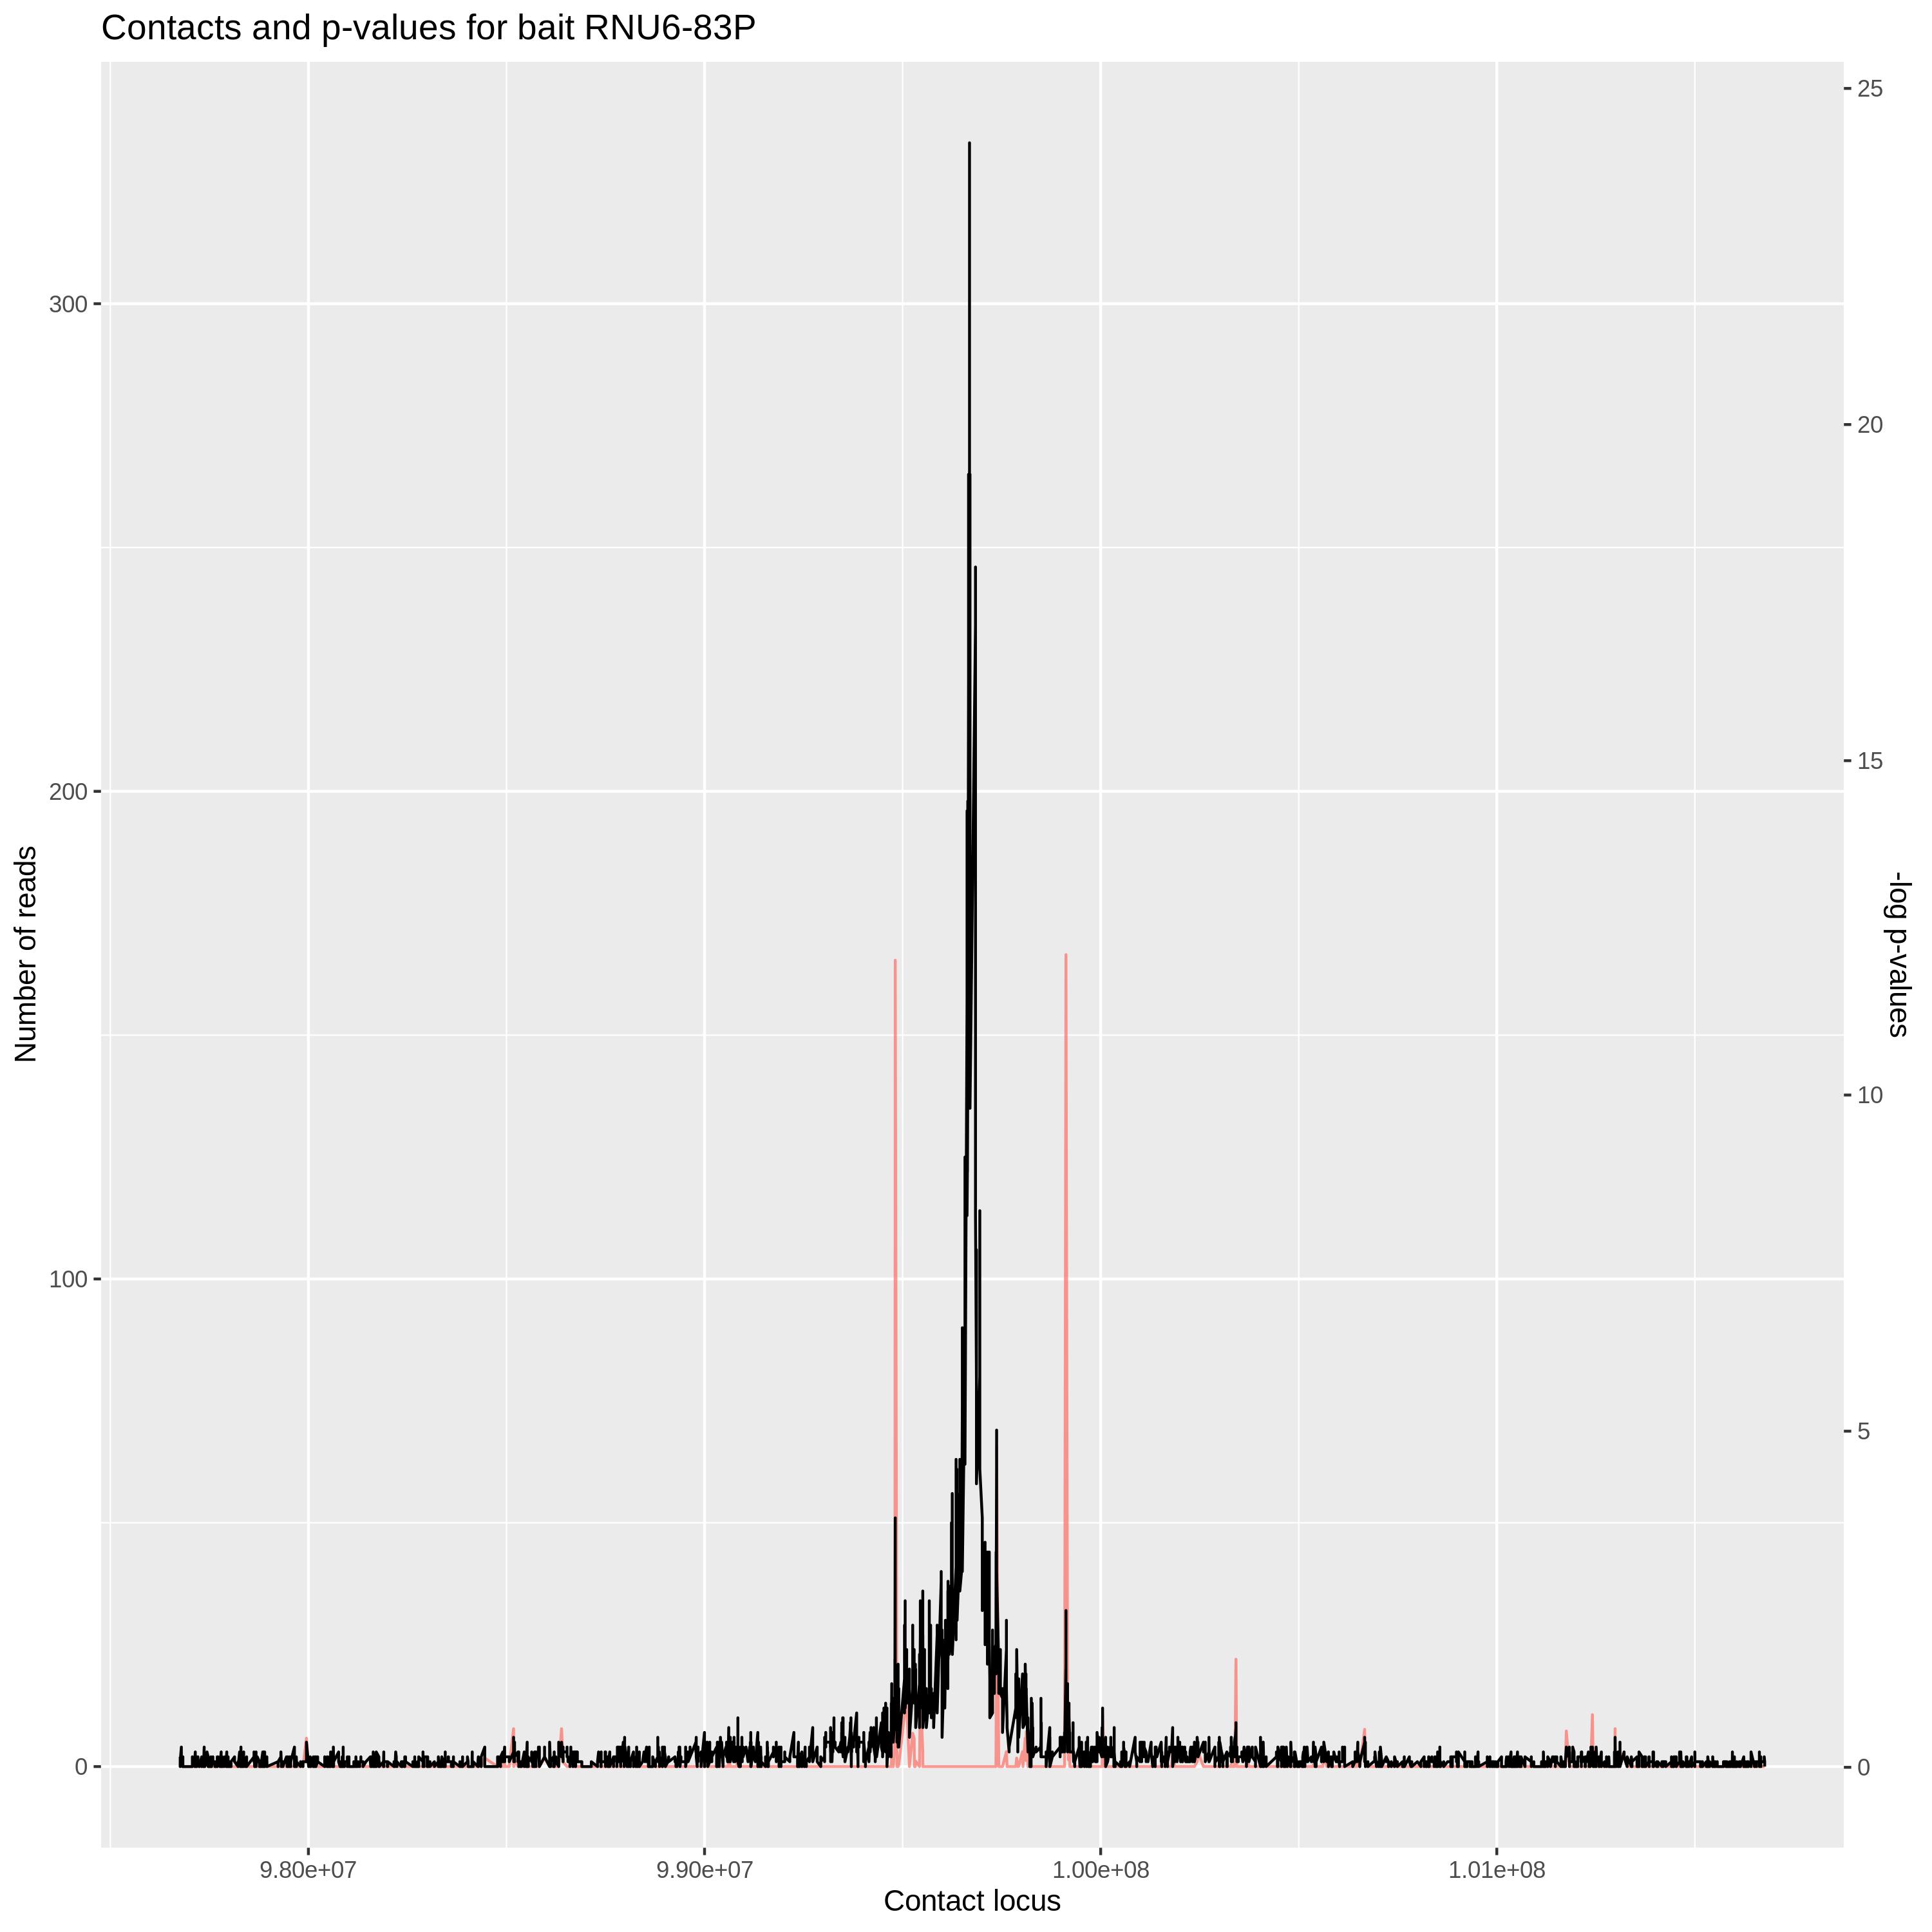 Contacts and p-values for bait RNU6-83P
Number of reads
300
200
100
0
25
20
15
10
5
0
-log p-values
9.80e+07
9.90e+07
1.00e+08
1.01e+08
Contact locus